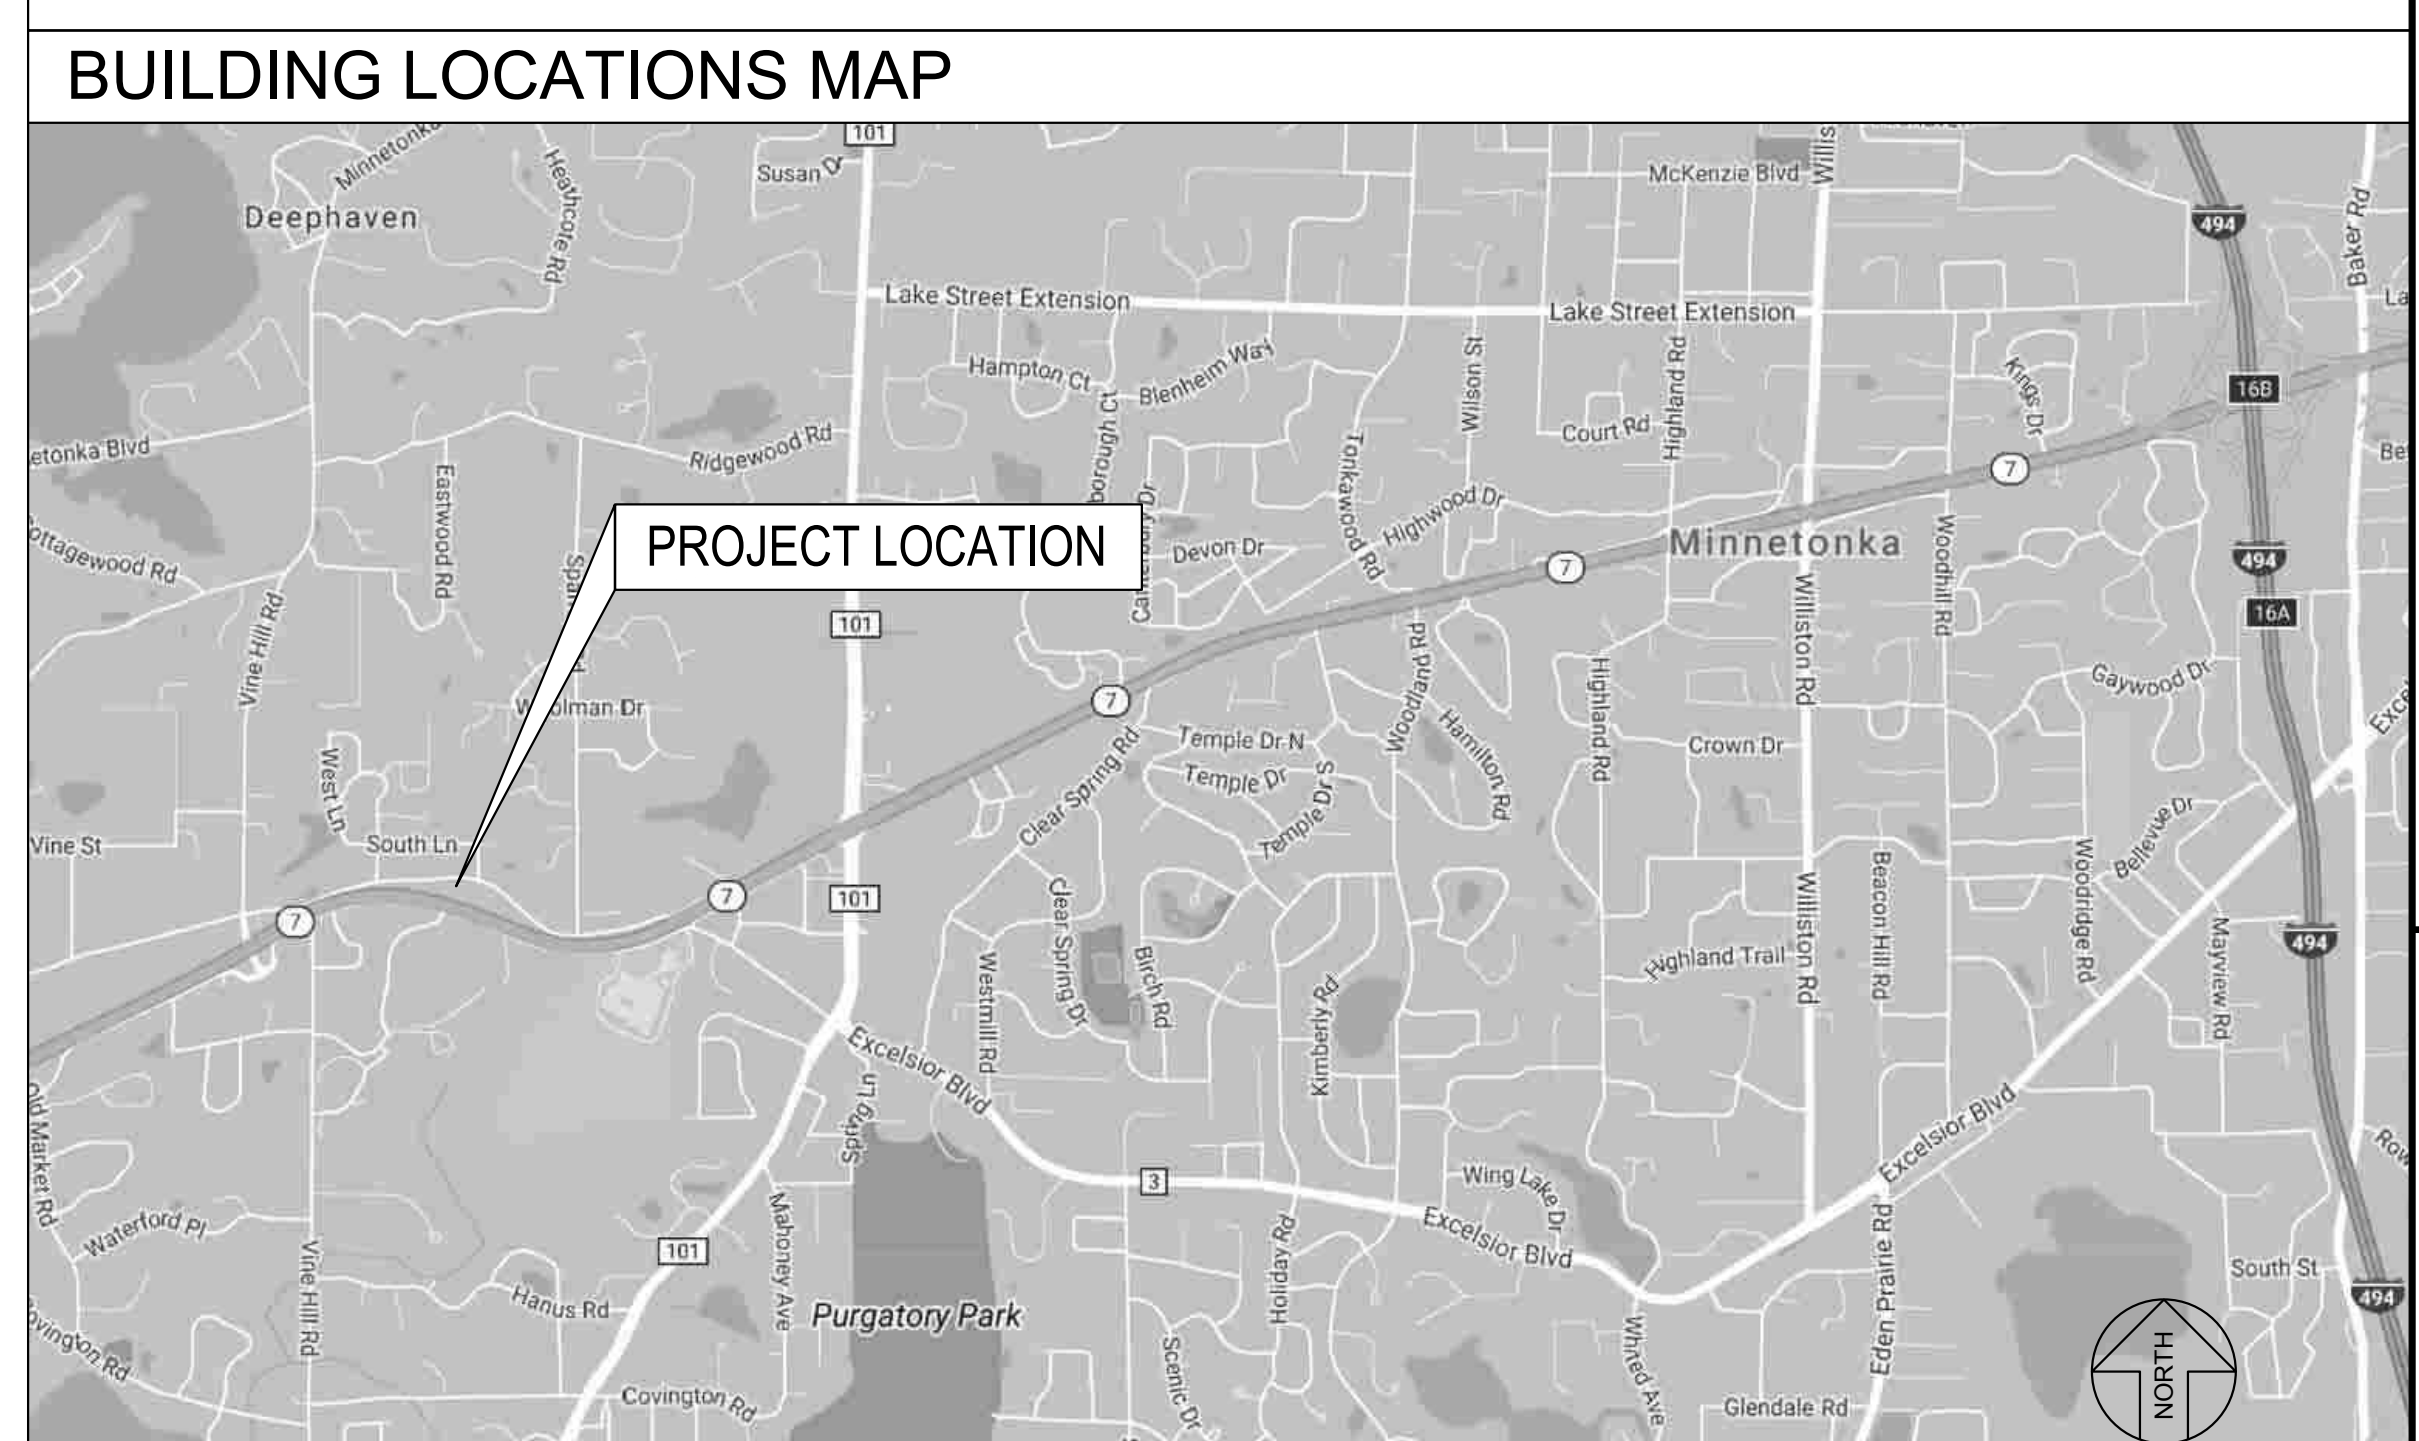 BUILDING LOCATIONS MAP
101
Susan Dr
McKenzie Blvd
Minnetonka
Heathcote Rd
Deephaven
494
Baker Rd
Lake Street Extension
Lake Street Extension
Hampton Ct
Blenheim Way
Wilson St
Highland Rd
Kings Dr
16B
Court Rd
Ridgewood Rd
etonka Blvd
Eastwood Rd
7
Tonkawood Rd
Highwood Dr
PROJECT LOCATION
Devon Dr
Minnetonka
Woodhill Rd
494
ottagewood Rd
7
16A
101
Vine Hill Rd
Williston Rd
Woodland Rd
Gaywood Dr
7
Woolman Dr
Highland Rd
Hamilton Rd
West Ln
Temple Dr N
Crown Dr
Clear Spring Rd
Temple Dr
Temple Dr S
Vine St
South Ln
Bellevue Dr
7
101
7
Clear Spring Dr
Birch Rd
Westmill Rd
Kimberly Rd
Highland Trail
Williston Rd
Beacon Hill Rd
Woodridge Rd
Mayview Rd
494
Excelsior Blvd
Spring Ln
Old Market Rd
Excelsior Blvd
3
Wing Lake Dr
Waterford Pl
Mahoney Ave
Excelsior Blvd
Holiday Rd
101
Vine Hill Rd
Hanus Rd
Purgatory Park
Eden Prairie Rd
South St
494
ovington Rd
Scenic Dr
Whited Ave
NORTH
Covington Rd
Glendale Rd